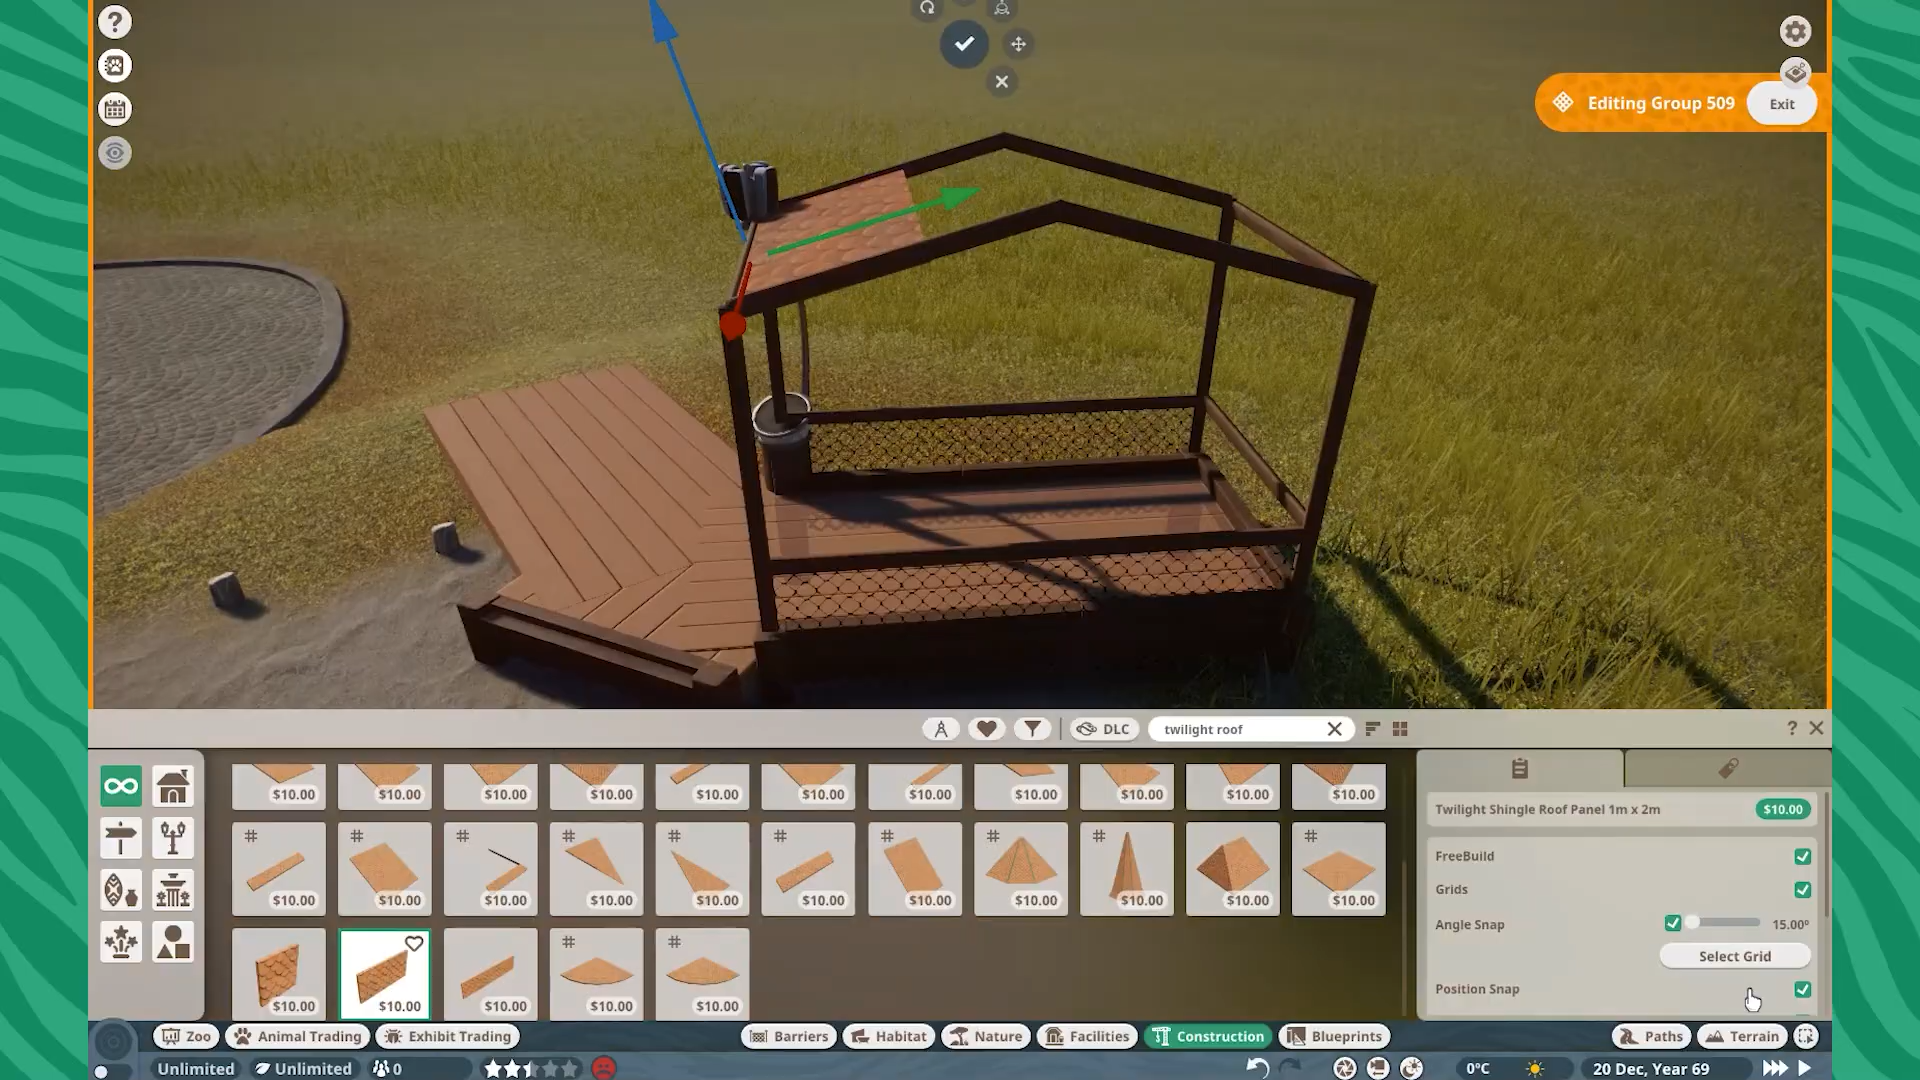 ?
Editing Group 509
Exit
DLC
twilight roof
?
$10.00 $10.00 $10.00 $10.00 $10.00 $10.00 $10.00 $10.00 $10.00 $10.00 $10.00
# # # # # # # # # #
$10.00 $10.00 $10.00 $10.00 $10.00 $10.00 $10.00 $10.00 $10.00 $10.00 $10.00
# #
$10.00 $10.00 $10.00 $10.00 $10.00
Twilight Shingle Roof Panel 1m x 2m $10.00
FreeBuild
Grids
Angle Snap 15.00°
Select Grid
Position Snap
Zoo Animal Trading Exhibit Trading Barriers Habitat Nature Facilities Construction Blueprints Paths Terrain
Unlimited Unlimited 0 0°C 20 Dec, Year 69